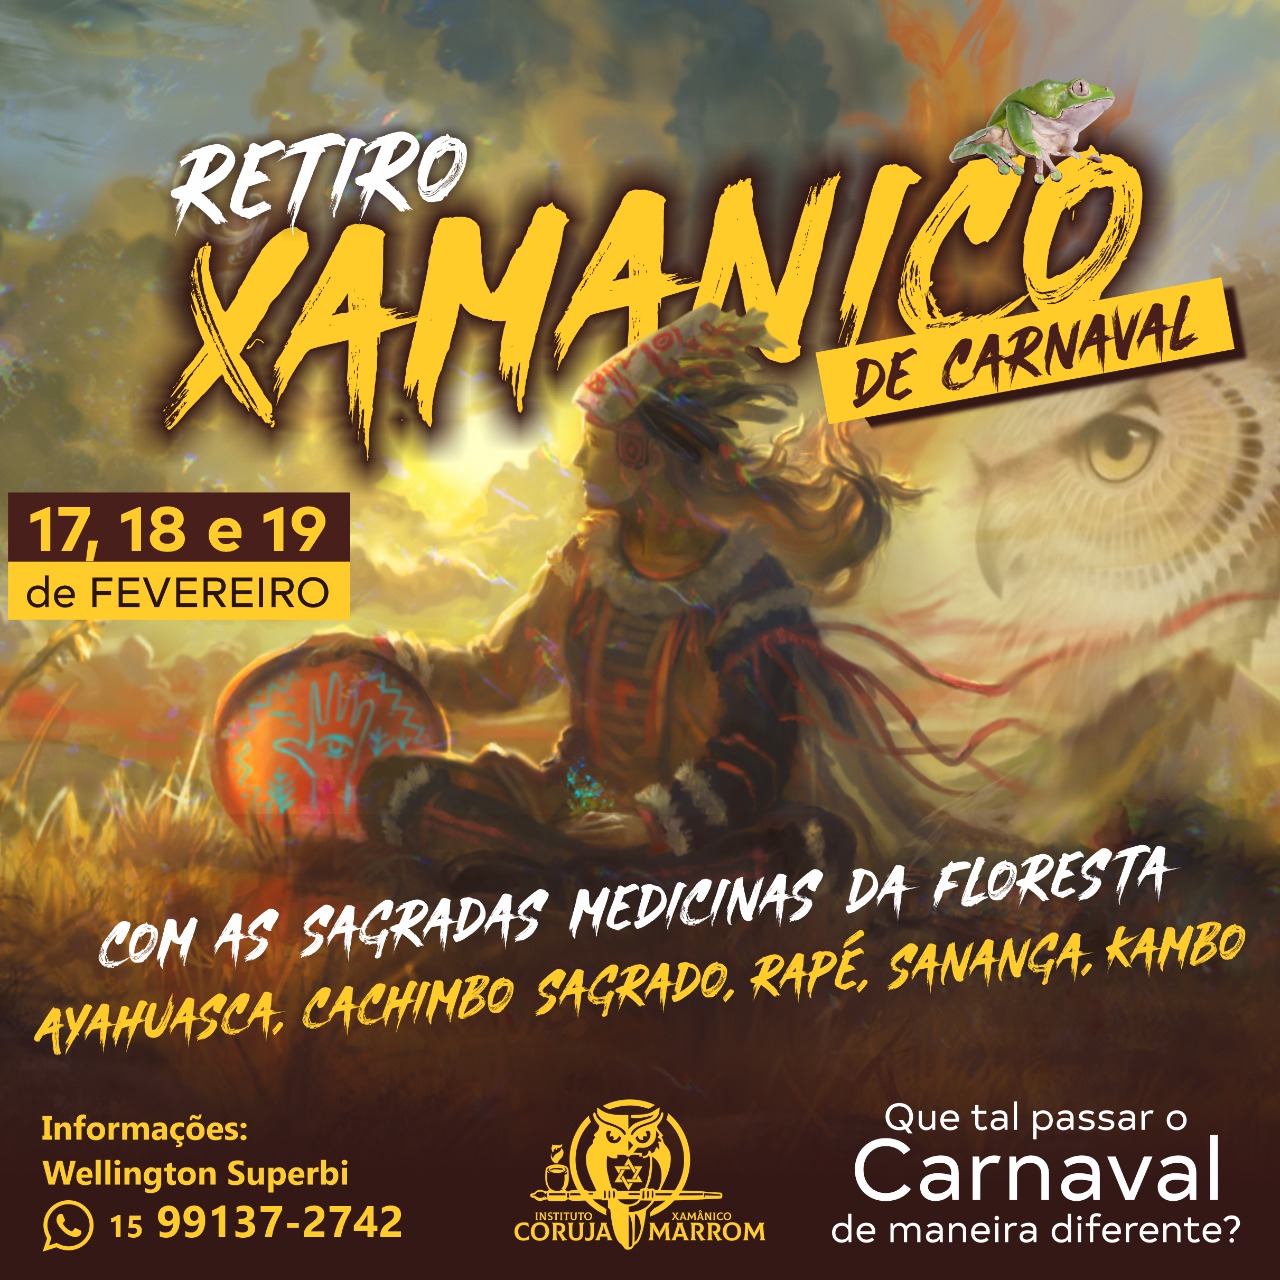 RETIRO
XAMANICO
DE CARNAVAL
17, 18 e 19
de FEVEREIRO
COM AS SAGRADAS MEDICINAS DA FLORESTA
AYAHUASCA, CACHIMBO SAGRADO, RAPÉ, SANANGA, KAMBO
Informações:
Wellington Superbi
15 99137-2742
INSTITUTO XAMÂNICO
CORUJA MARROM
Que tal passar o
Carnaval
de maneira diferente?